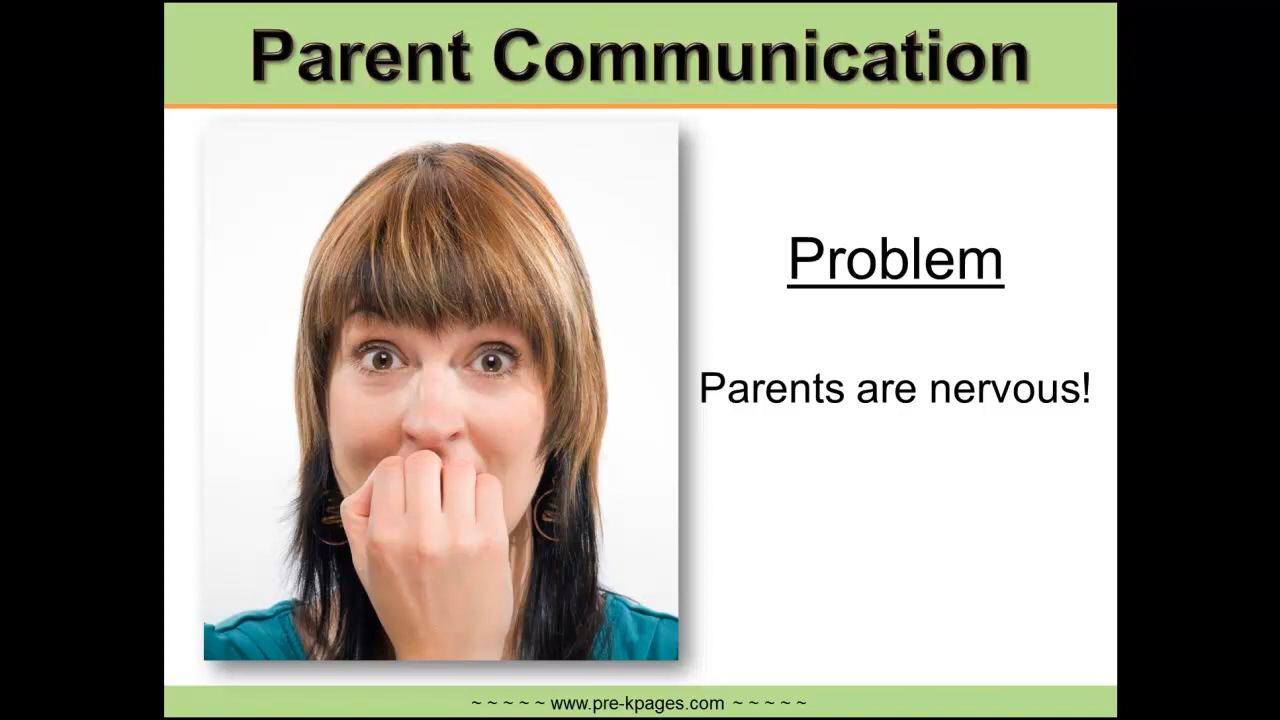 Parent Communication
Problem
Parents are nervous!
~ ~ ~ ~ ~ www.pre-kpages.com ~ ~ ~ ~ ~